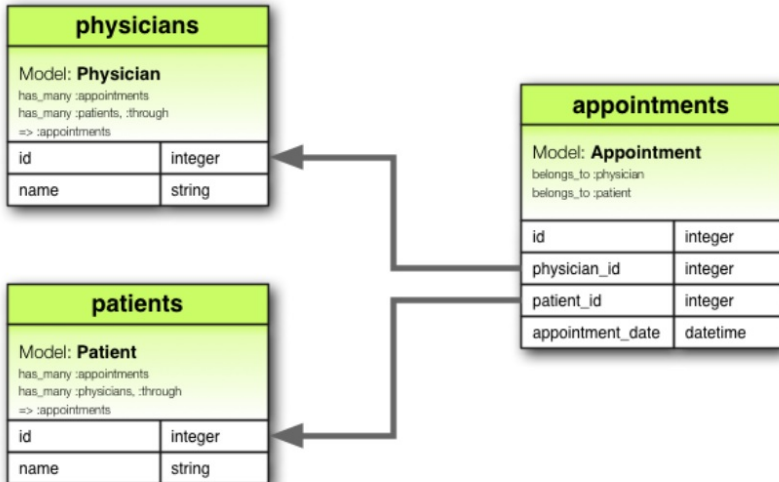 physicians
Model: Physician
has_many :appointments
has_many :patients, :through
=> :appointments
id integer
name string
appointments
Model: Appointment
belongs_to :physician
belongs_to :patient
id integer
physician_id integer
patient_id integer
appointment_date datetime
patients
Model: Patient
has_many :appointments
has_many :physicians, :through
=> :appointments
id integer
name string